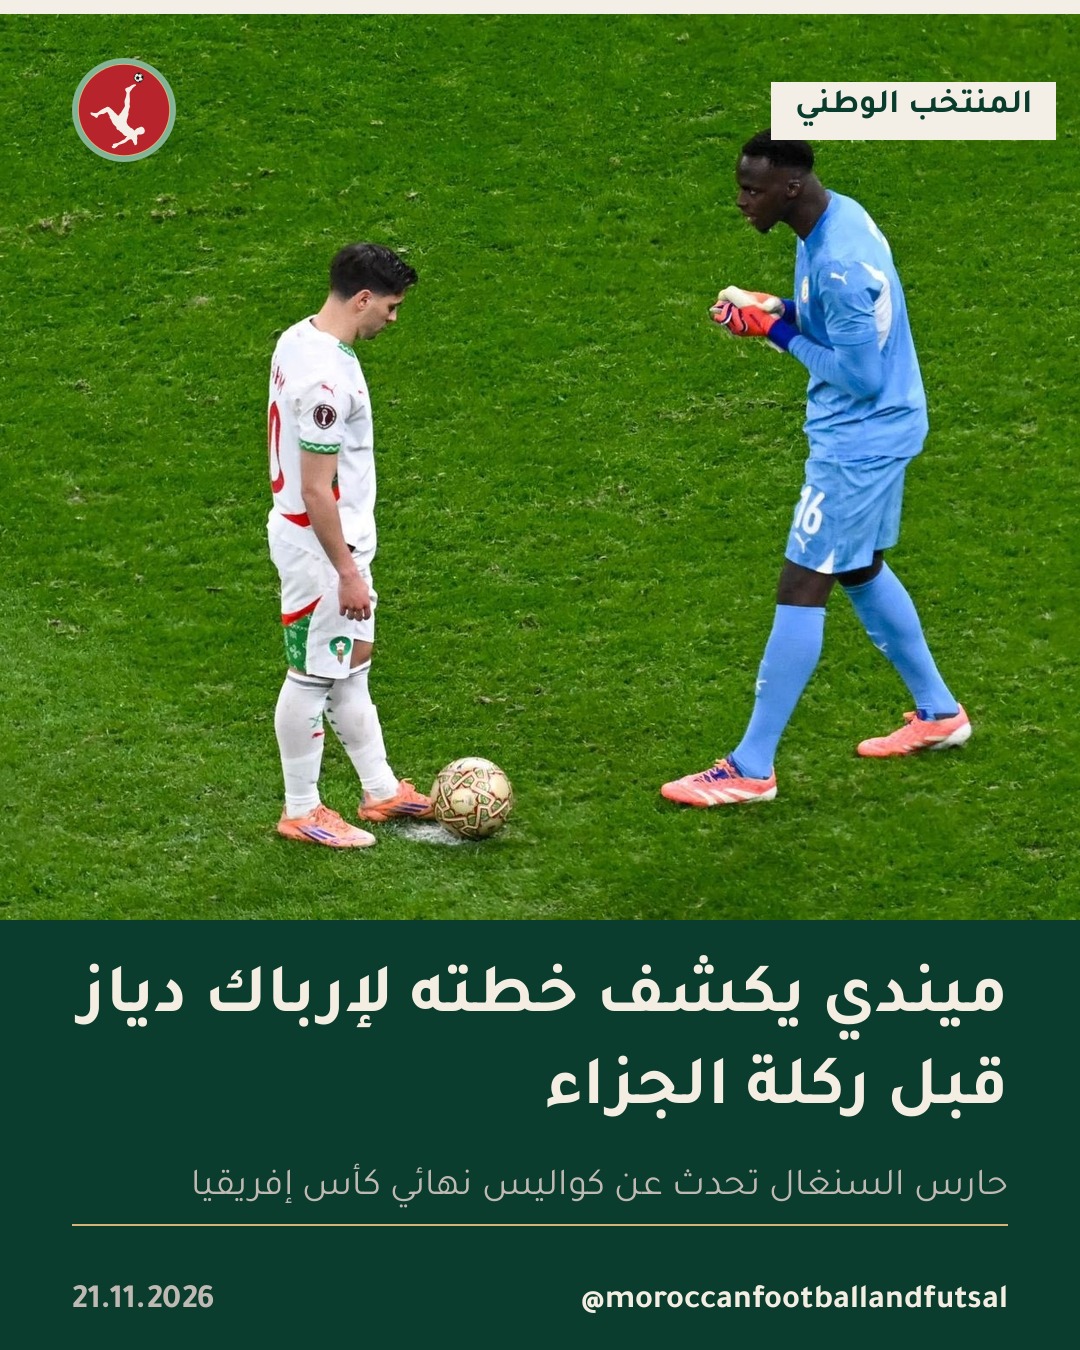 المنتخب الوطني
16
ميندي يكشف خطته لإرباك دياز
قبل ركلة الجزاء
حارس السنغال تحدث عن كواليس نهائي كأس إفريقيا
21.11.2026
@moroccanfootballandfutsal